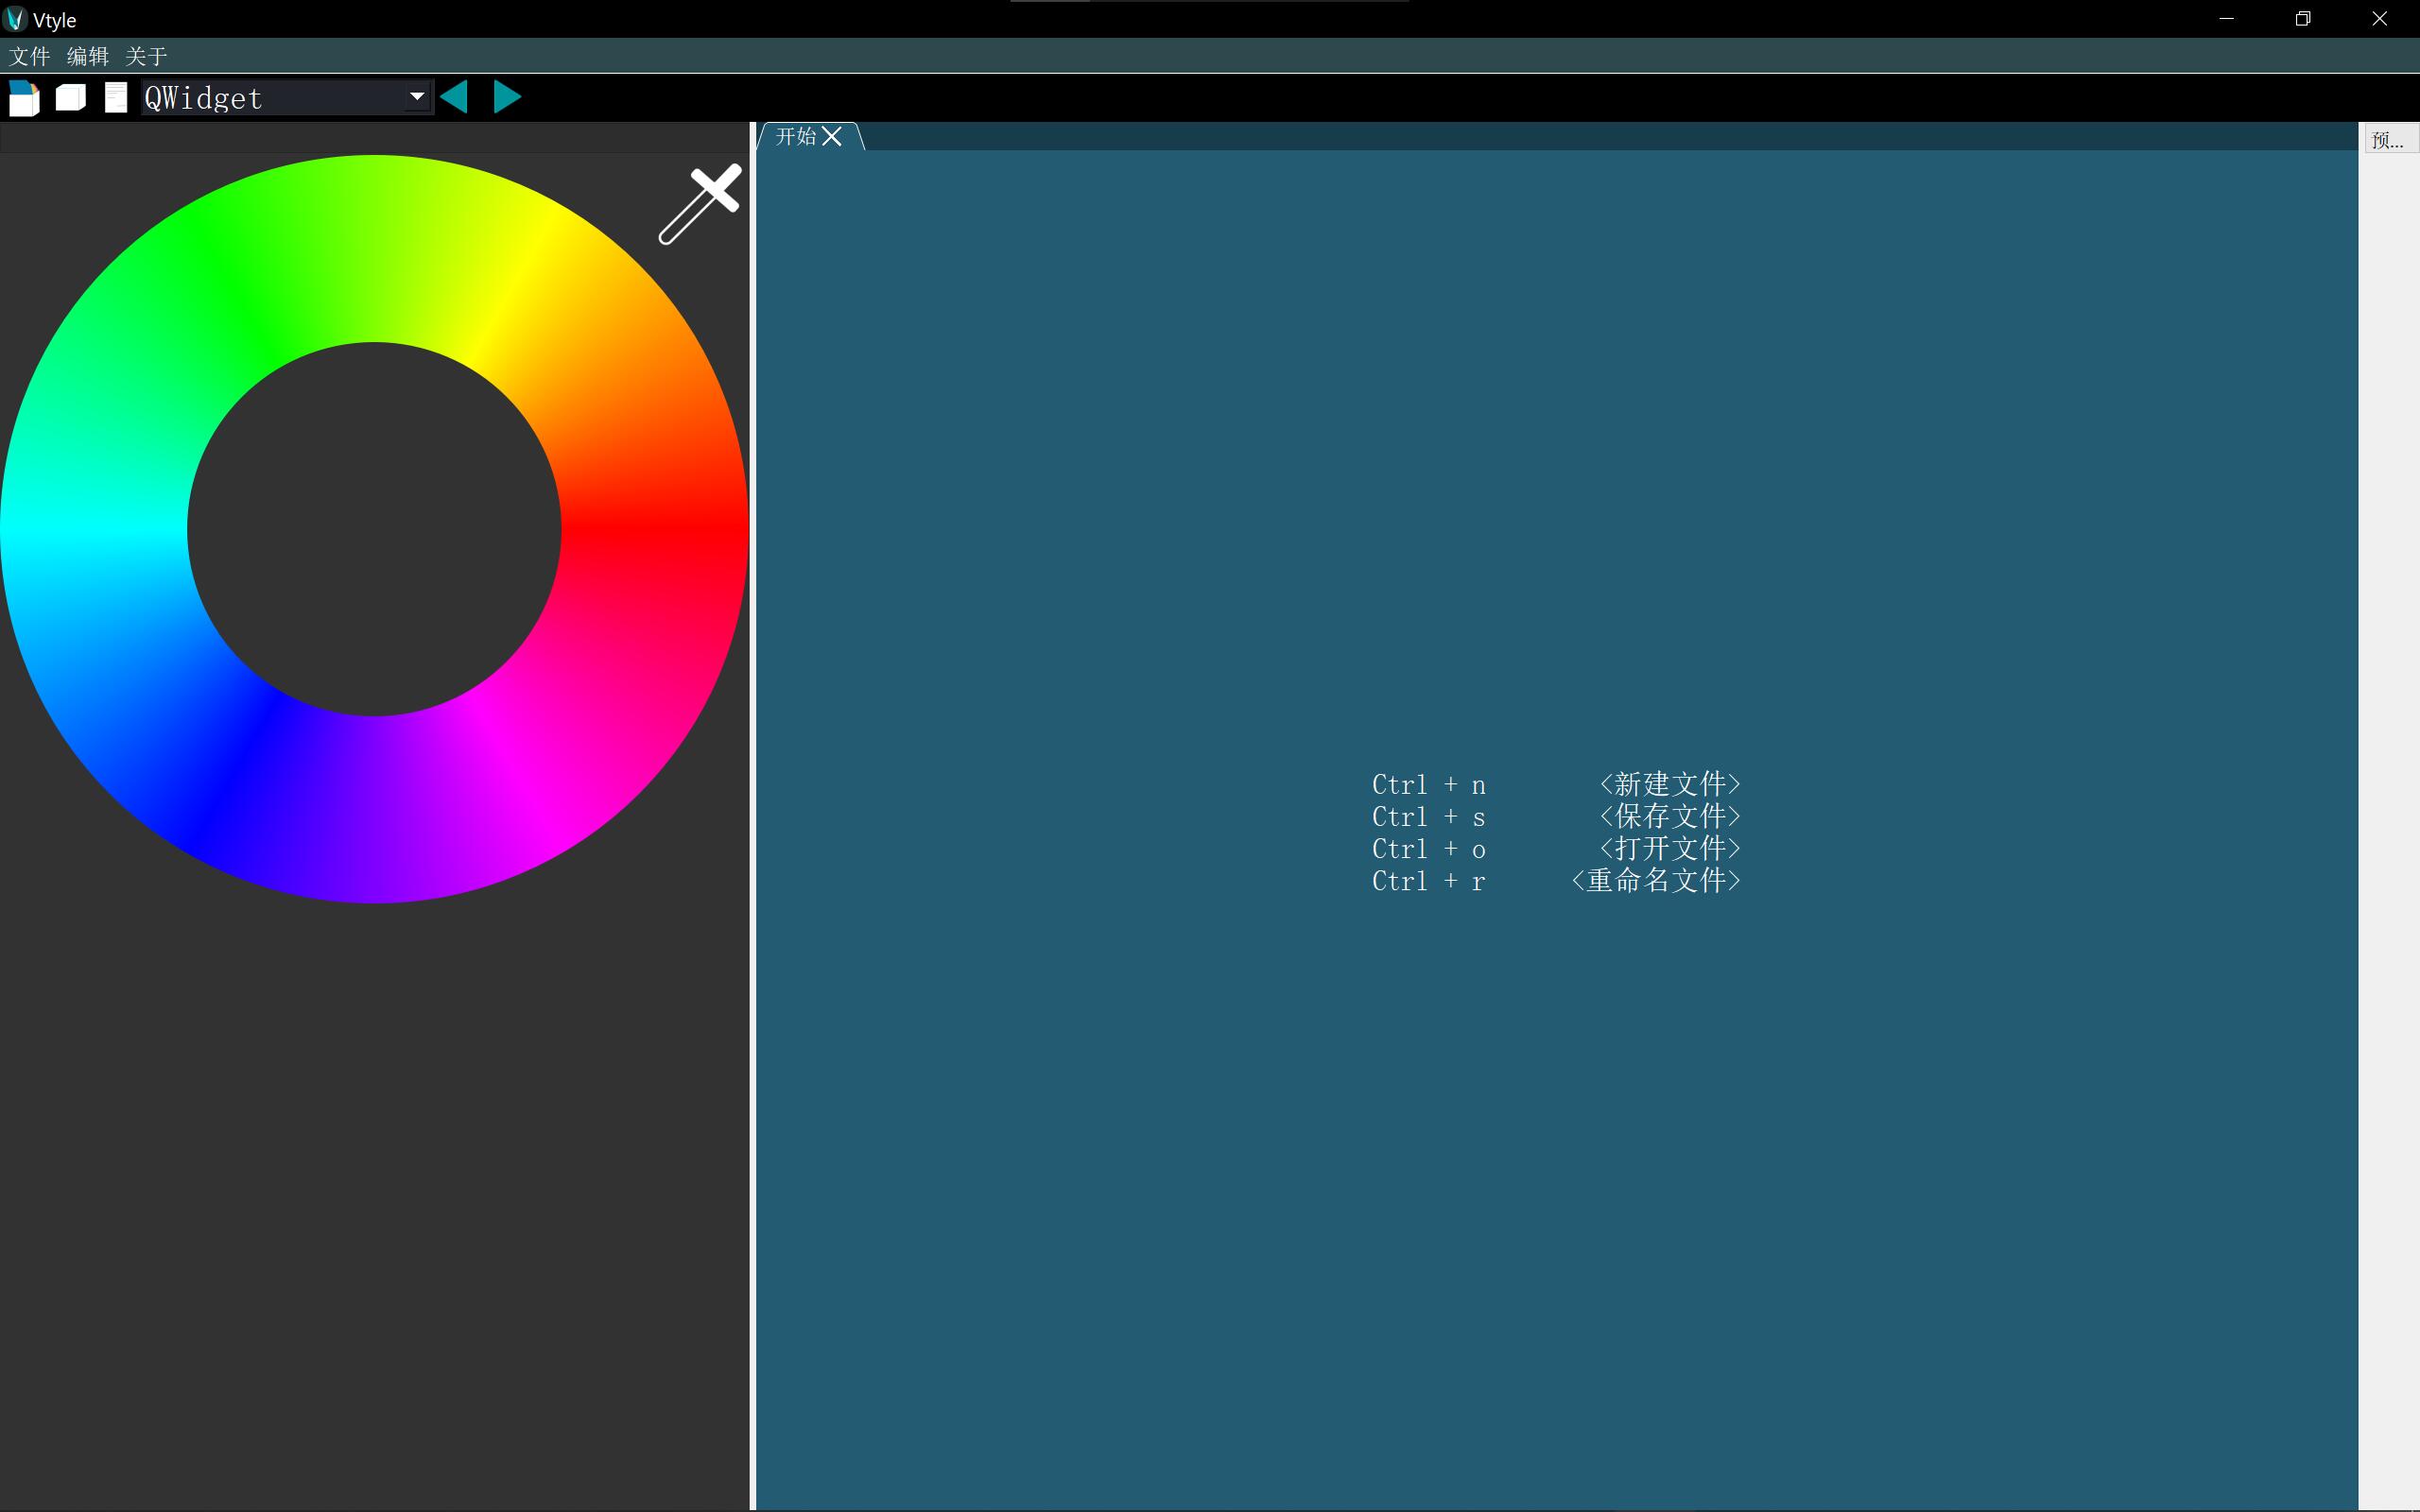 Vtyle
文件 编辑 关于
QWidget
开始
预...
Ctrl + n <新建文件>
Ctrl + s <保存文件>
Ctrl + o <打开文件>
Ctrl + r <重命名文件>